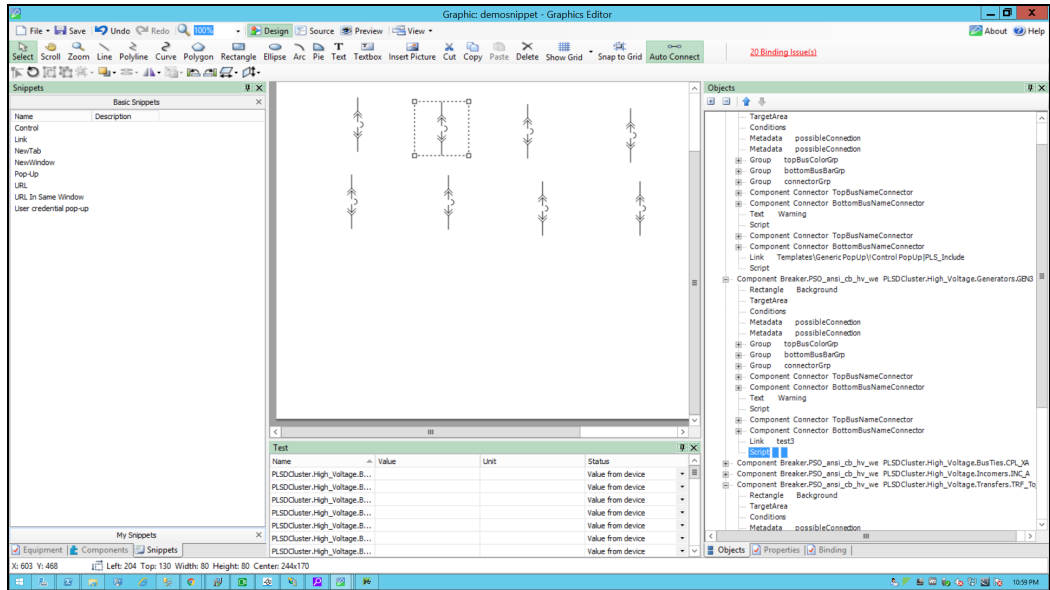 Graphic: demosnippet - Graphics Editor
File Save Undo Redo 100% Design Source Preview View About Help
Select Scroll Zoom Line Polyline Curve Polygon Rectangle Ellipse Arc Pie Text Textbox Insert Picture Cut Copy Paste Delete Show Grid Snap to Grid Auto Connect 20 Binding Issue(s)
Snippets
Basic Snippets
Name Description
Control
Link
NewTab
NewWindow
Pop-Up
URL
URL In Same Window
User credential pop-up
My Snippets
Equipment Components Snippets
Test
Name Value Unit Status
PLSDCluster.High_Voltage.B... Value from device
PLSDCluster.High_Voltage.B... Value from device
PLSDCluster.High_Voltage.B... Value from device
PLSDCluster.High_Voltage.B... Value from device
PLSDCluster.High_Voltage.B... Value from device
PLSDCluster.High_Voltage.B... Value from device
PLSDCluster.High_Voltage.B... Value from device
Objects
TargetArea
Conditions
Metadata possibleConnection
Metadata possibleConnection
Group topBusColorGrp
Group bottomBusBarGrp
Group connectorGrp
Component Connector TopBusNameConnector
Component Connector BottomBusNameConnector
Text Warning
Script
Component Connector TopBusNameConnector
Component Connector BottomBusNameConnector
Link Templates\Generic PopUp\!Control PopUp|PLS_Include
Script
Component Breaker.PSO_ansi_cb_hv_we PLSDCluster.High_Voltage.Generators.GEN3
Rectangle Background
TargetArea
Conditions
Metadata possibleConnection
Metadata possibleConnection
Group topBusColorGrp
Group bottomBusBarGrp
Group connectorGrp
Component Connector TopBusNameConnector
Component Connector BottomBusNameConnector
Text Warning
Script
Component Connector TopBusNameConnector
Component Connector BottomBusNameConnector
Link test3
Script
Component Breaker.PSO_ansi_cb_hv_we PLSDCluster.High_Voltage.BusTies.CPL_XA
Component Breaker.PSO_ansi_cb_hv_we PLSDCluster.High_Voltage.Incomers.INC_A
Component Breaker.PSO_ansi_cb_hv_we PLSDCluster.High_Voltage.Transfers.TRF_To
Rectangle Background
TargetArea
Conditions
Metadata possibleConnection
Objects Properties Binding
X: 603 Y: 468 Left: 204 Top: 130 Width: 80 Height: 80 Center: 244x170
10:59 PM